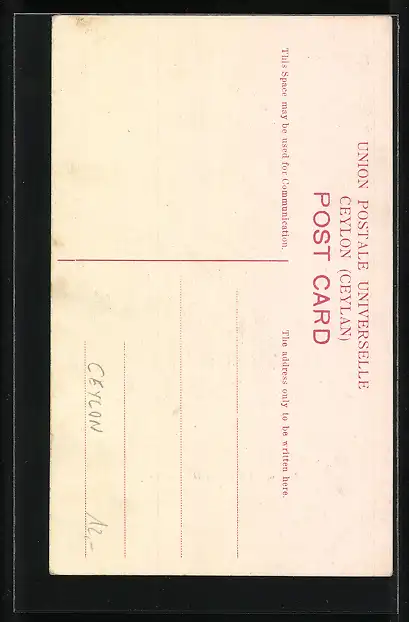 UNION POSTALE UNIVERSELLE
CEYLON (CEYLAN)
POST CARD
This Space may be used for Communication.
The address only to be written here.
CEYLON 12,-